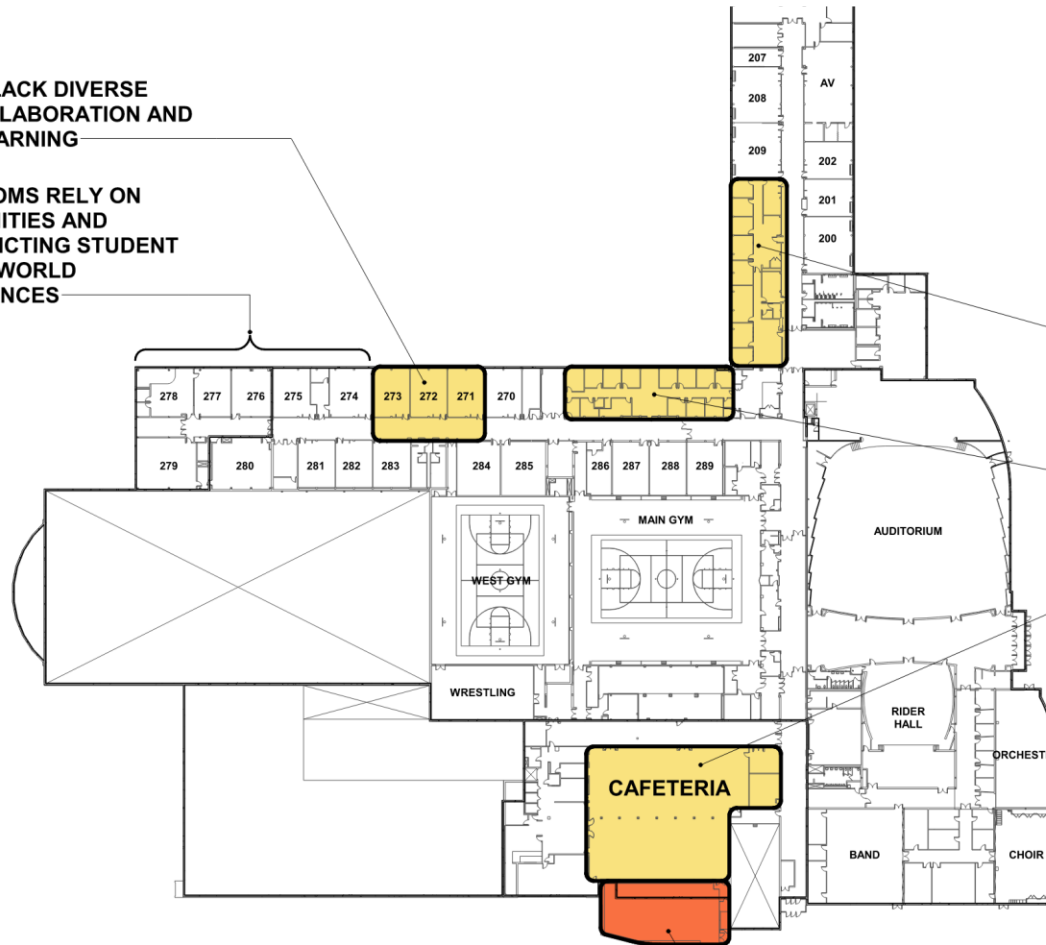 LACK DIVERSE
LABORATION AND
ARNING
OMS RELY ON
ITIES AND
ICTING STUDENT
WORLD
NCES
207
208
AV
209
202
201
200
278
277
276
275
274
273
272
271
270
279
280
281
282
283
284
285
286
287
288
289
MAIN GYM
AUDITORIUM
WEST GYM
WRESTLING
RIDER
HALL
ORCHEST
CAFETERIA
BAND
CHOIR